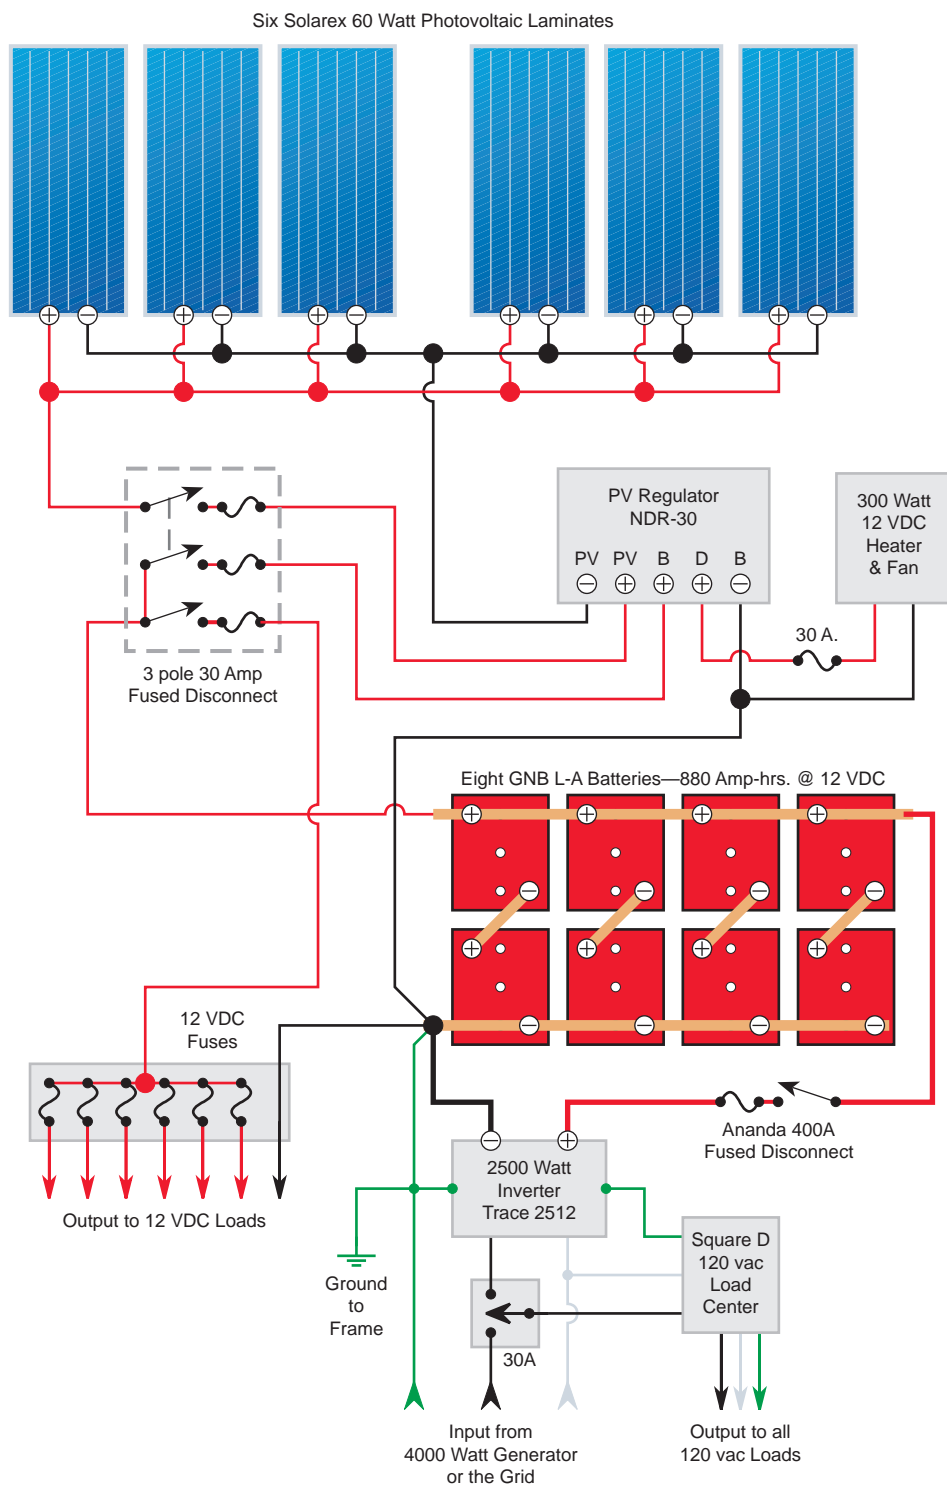 Six Solarex 60 Watt Photovoltaic Laminates
PV Regulator
NDR-30
PV PV B D B
300 Watt
12 VDC
Heater
& Fan
30 A.
3 pole 30 Amp
Fused Disconnect
Eight GNB L-A Batteries—880 Amp-hrs. @ 12 VDC
12 VDC
Fuses
Output to 12 VDC Loads
Ananda 400A
Fused Disconnect
2500 Watt
Inverter
Trace 2512
Square D
120 vac
Load
Center
Ground
to
Frame
30A
Input from
4000 Watt Generator
or the Grid
Output to all
120 vac Loads